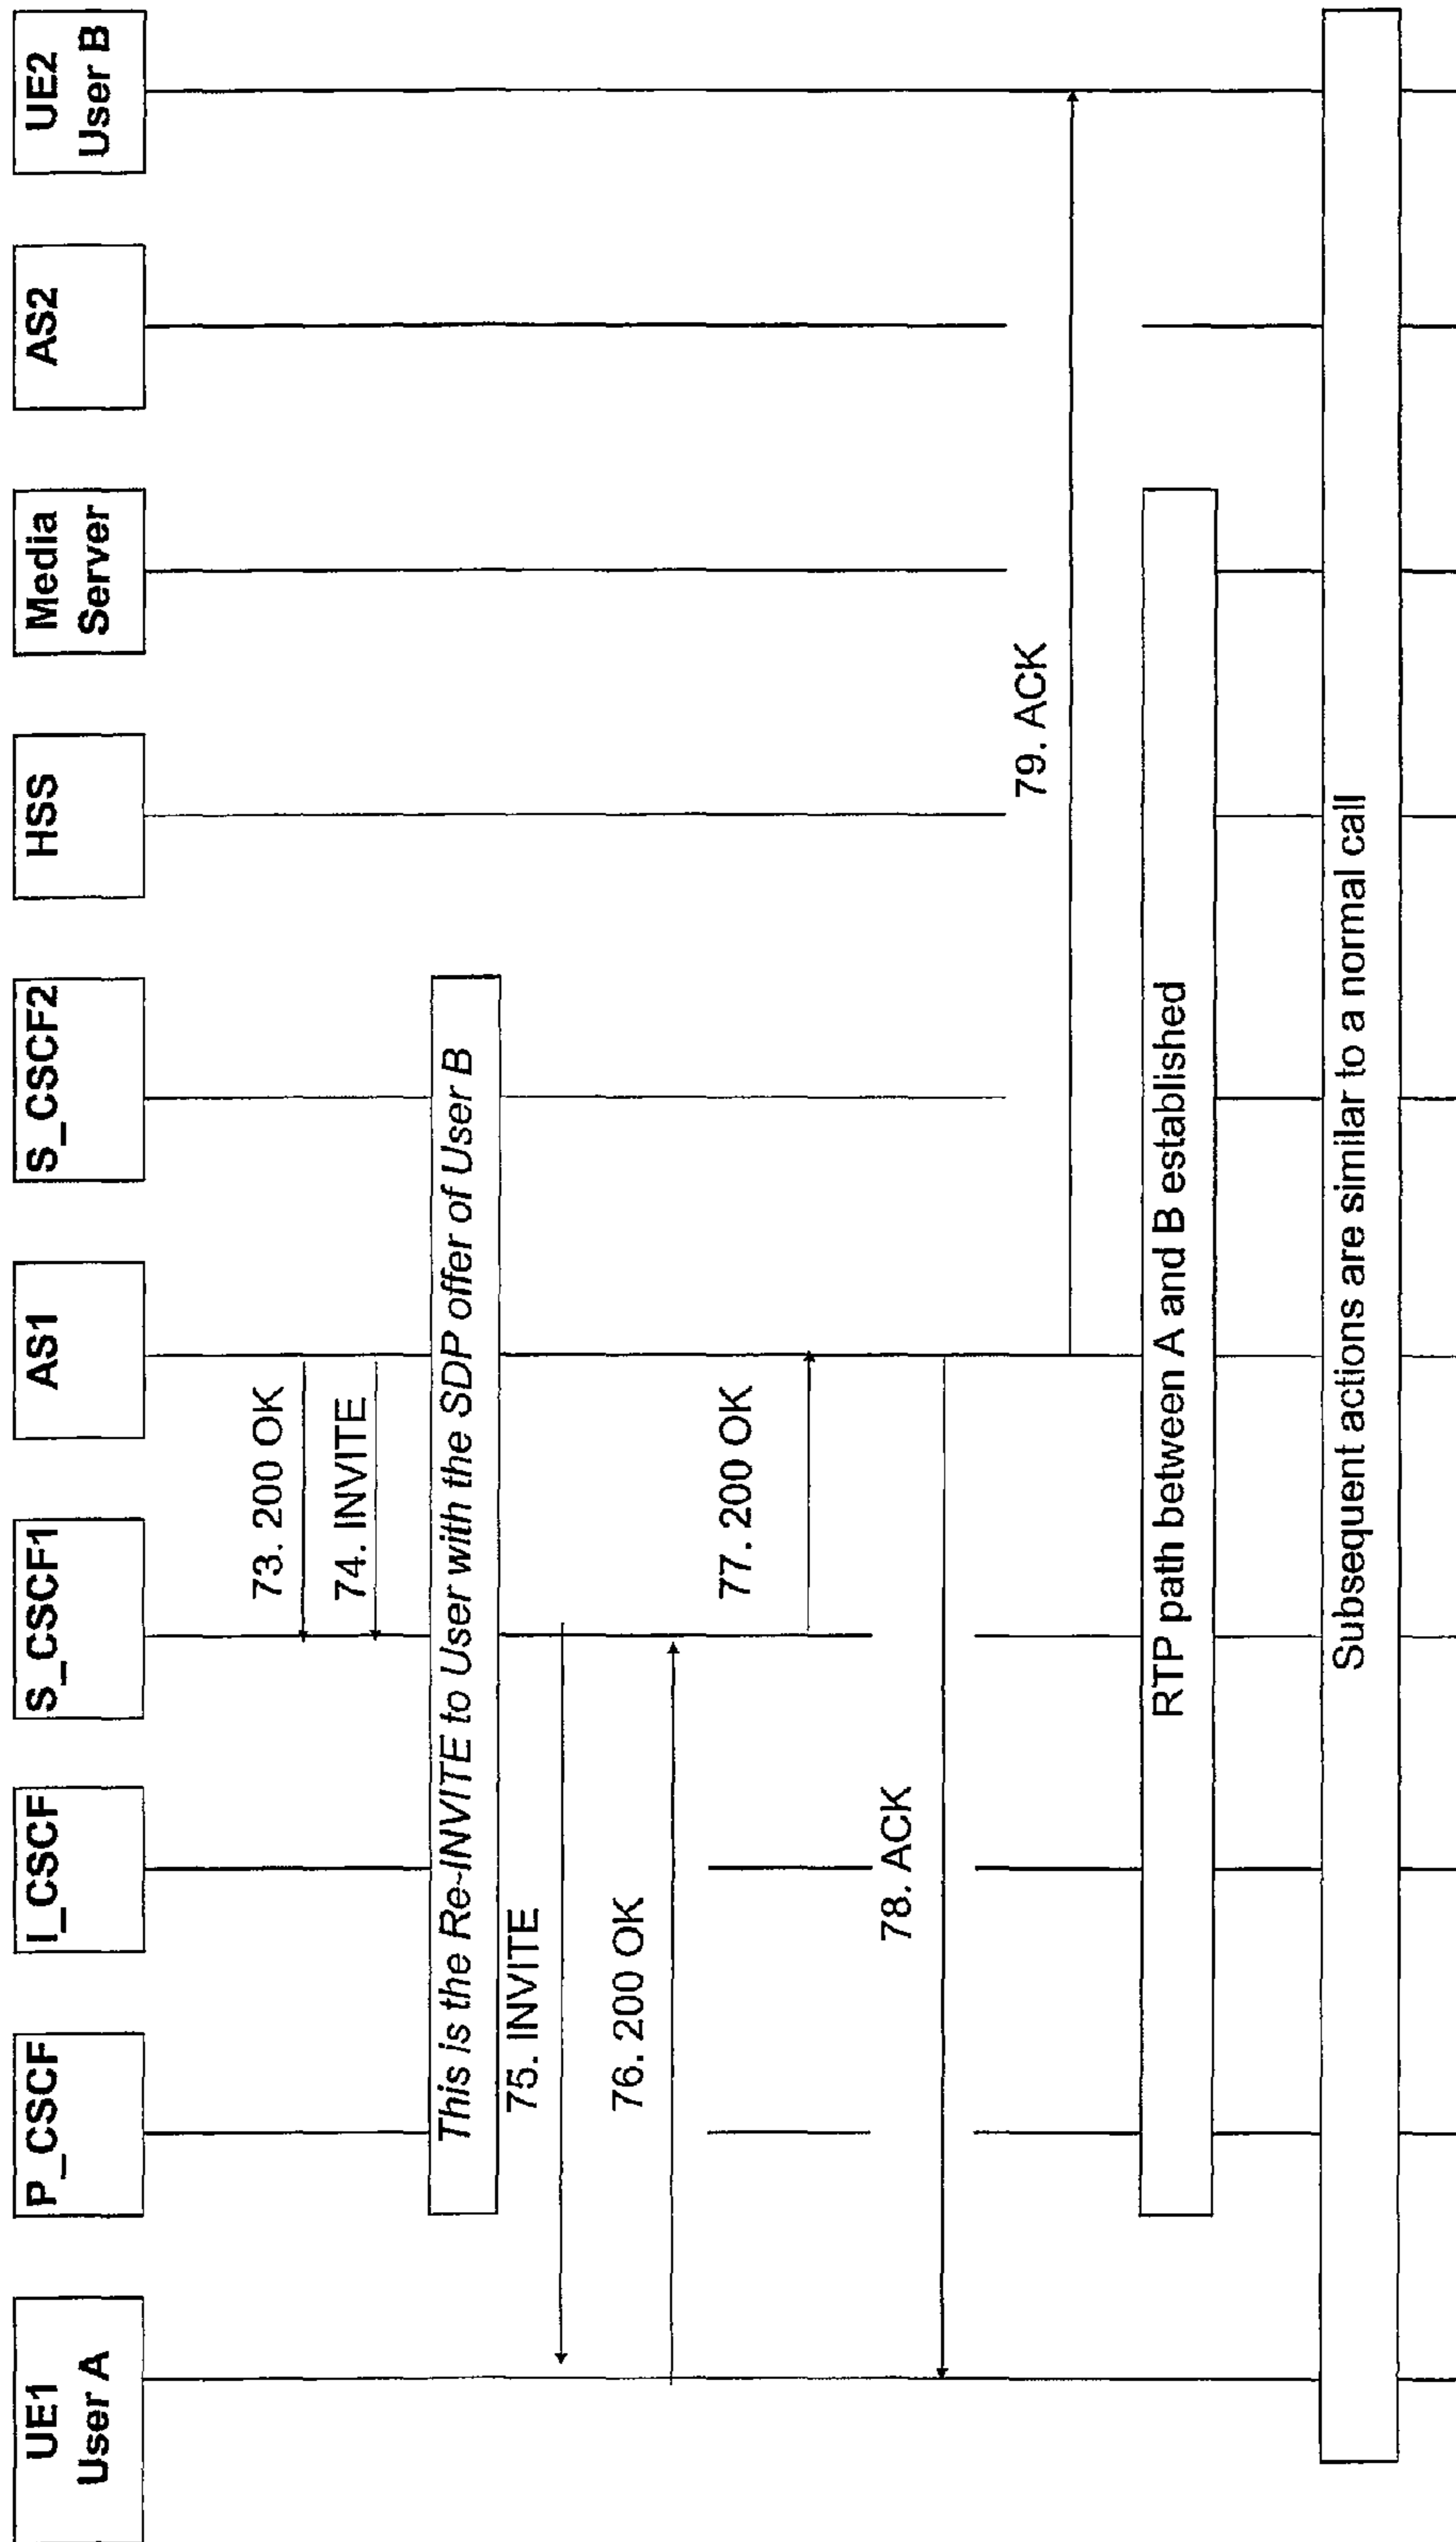 UE1
User A
P_CSCF
I_CSCF
S_CSCF1
AS1
S_CSCF2
HSS
Media
Server
AS2
UE2
User B
73. 200 OK
74. INVITE
This is the Re-INVITE to User with the SDP offer of User B
75. INVITE
76. 200 OK
77. 200 OK
78. ACK
79. ACK
RTP path between A and B established
Subsequent actions are similar to a normal call